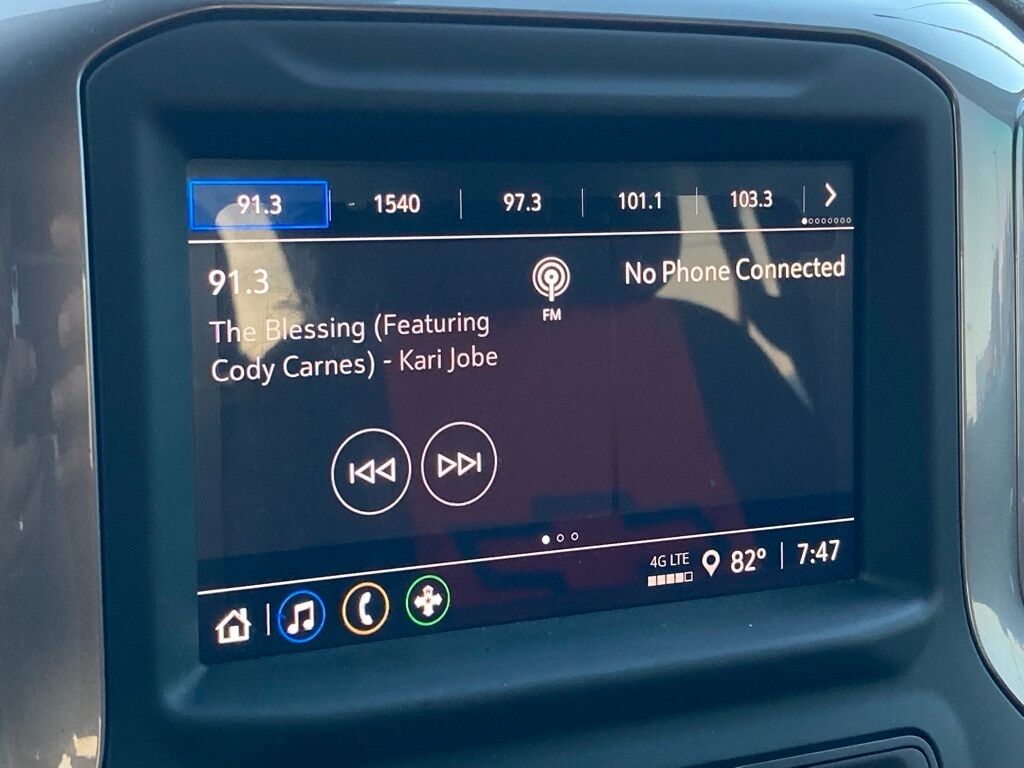 91.3 1540 97.3 101.1 103.3
91.3
FM
No Phone Connected
The Blessing (Featuring
Cody Carnes) - Kari Jobe
4G LTE 82° 7:47